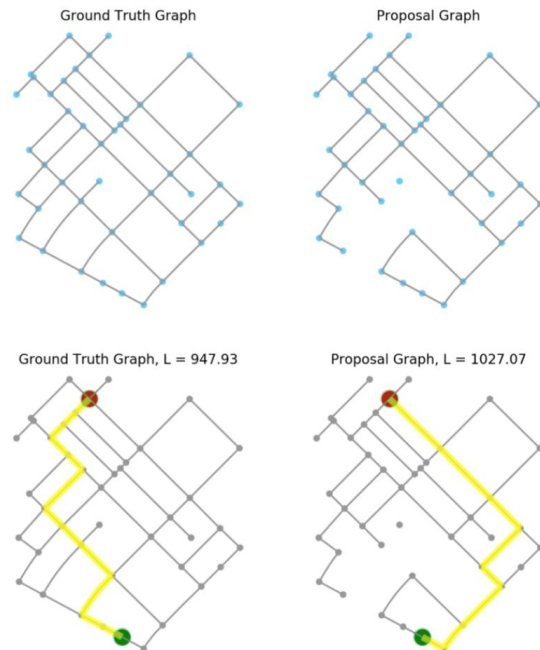 Ground Truth Graph
Proposal Graph
Ground Truth Graph, L = 947.93
Proposal Graph, L = 1027.07